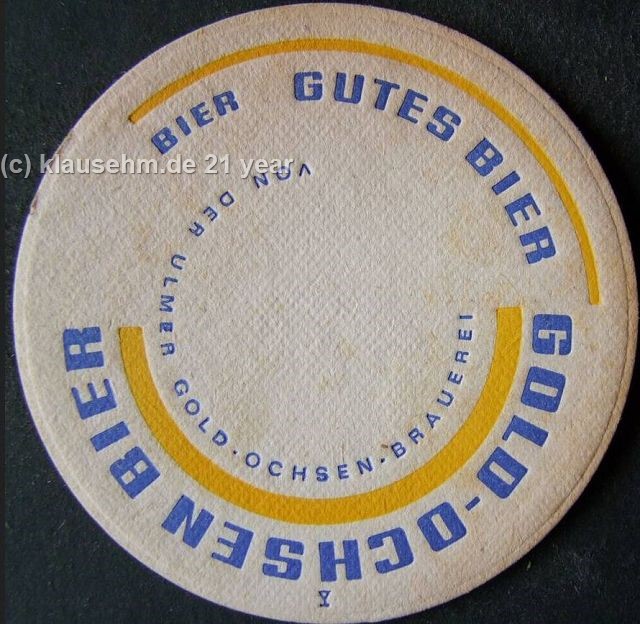 BIER GUTES BIER GOLD-OCHSEN BIER
VON DER ULMER GOLD·OCHSEN·BRAUEREI
(c) klausehm.de 21 year